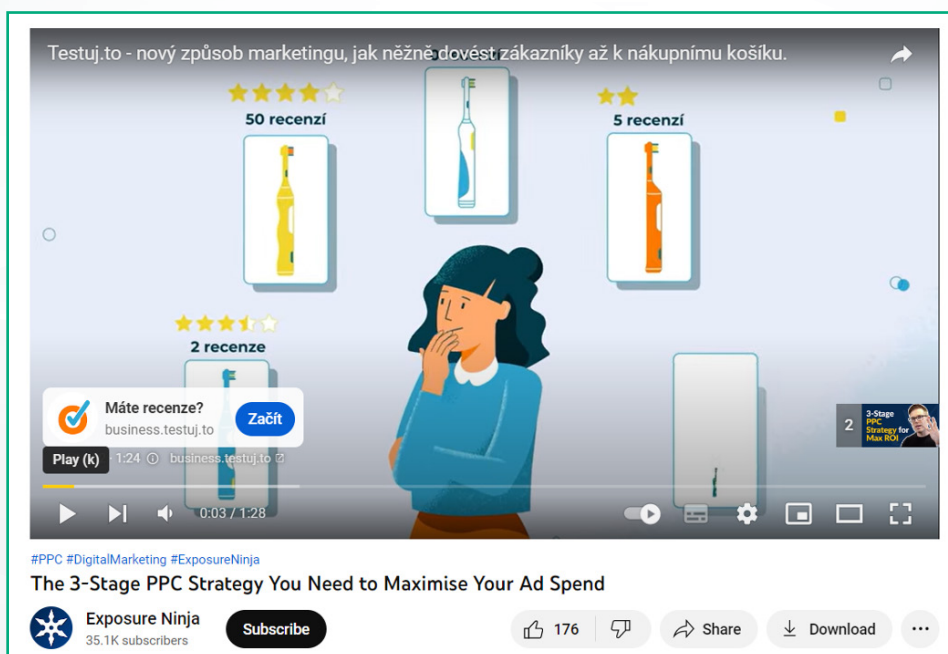 Testuj.to - nový způsob marketingu, jak něžně dovést zákazníky až k nákupnímu košíku.
50 recenzí
5 recenzí
2 recenze
Máte recenze?
business.testuj.to
Začít
2
3-Stage
PPC
Strategy for
Max ROI
Play (k)
1:24
business.testuj.to
0:03 / 1:28
#PPC #DigitalMarketing #ExposureNinja
The 3-Stage PPC Strategy You Need to Maximise Your Ad Spend
Exposure Ninja
35.1K subscribers
Subscribe
176
Share
Download